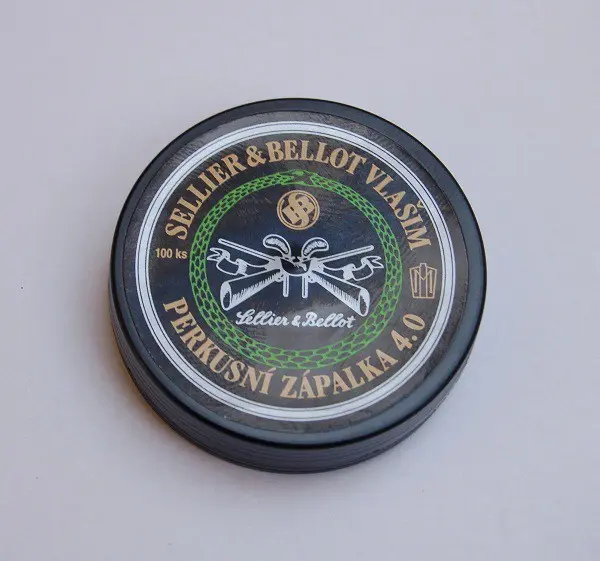 SELLIER & BELLOT VLAŠIM
100 ks
Sellier & Bellot
PERKUSNÍ ZÁPALKA 4.0